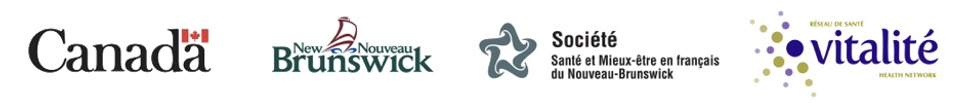 Canada
New Nouveau
Brunswick
Société
Santé et Mieux-être en français
du Nouveau-Brunswick
RÉSEAU DE SANTÉ
vitalité
HEALTH NETWORK